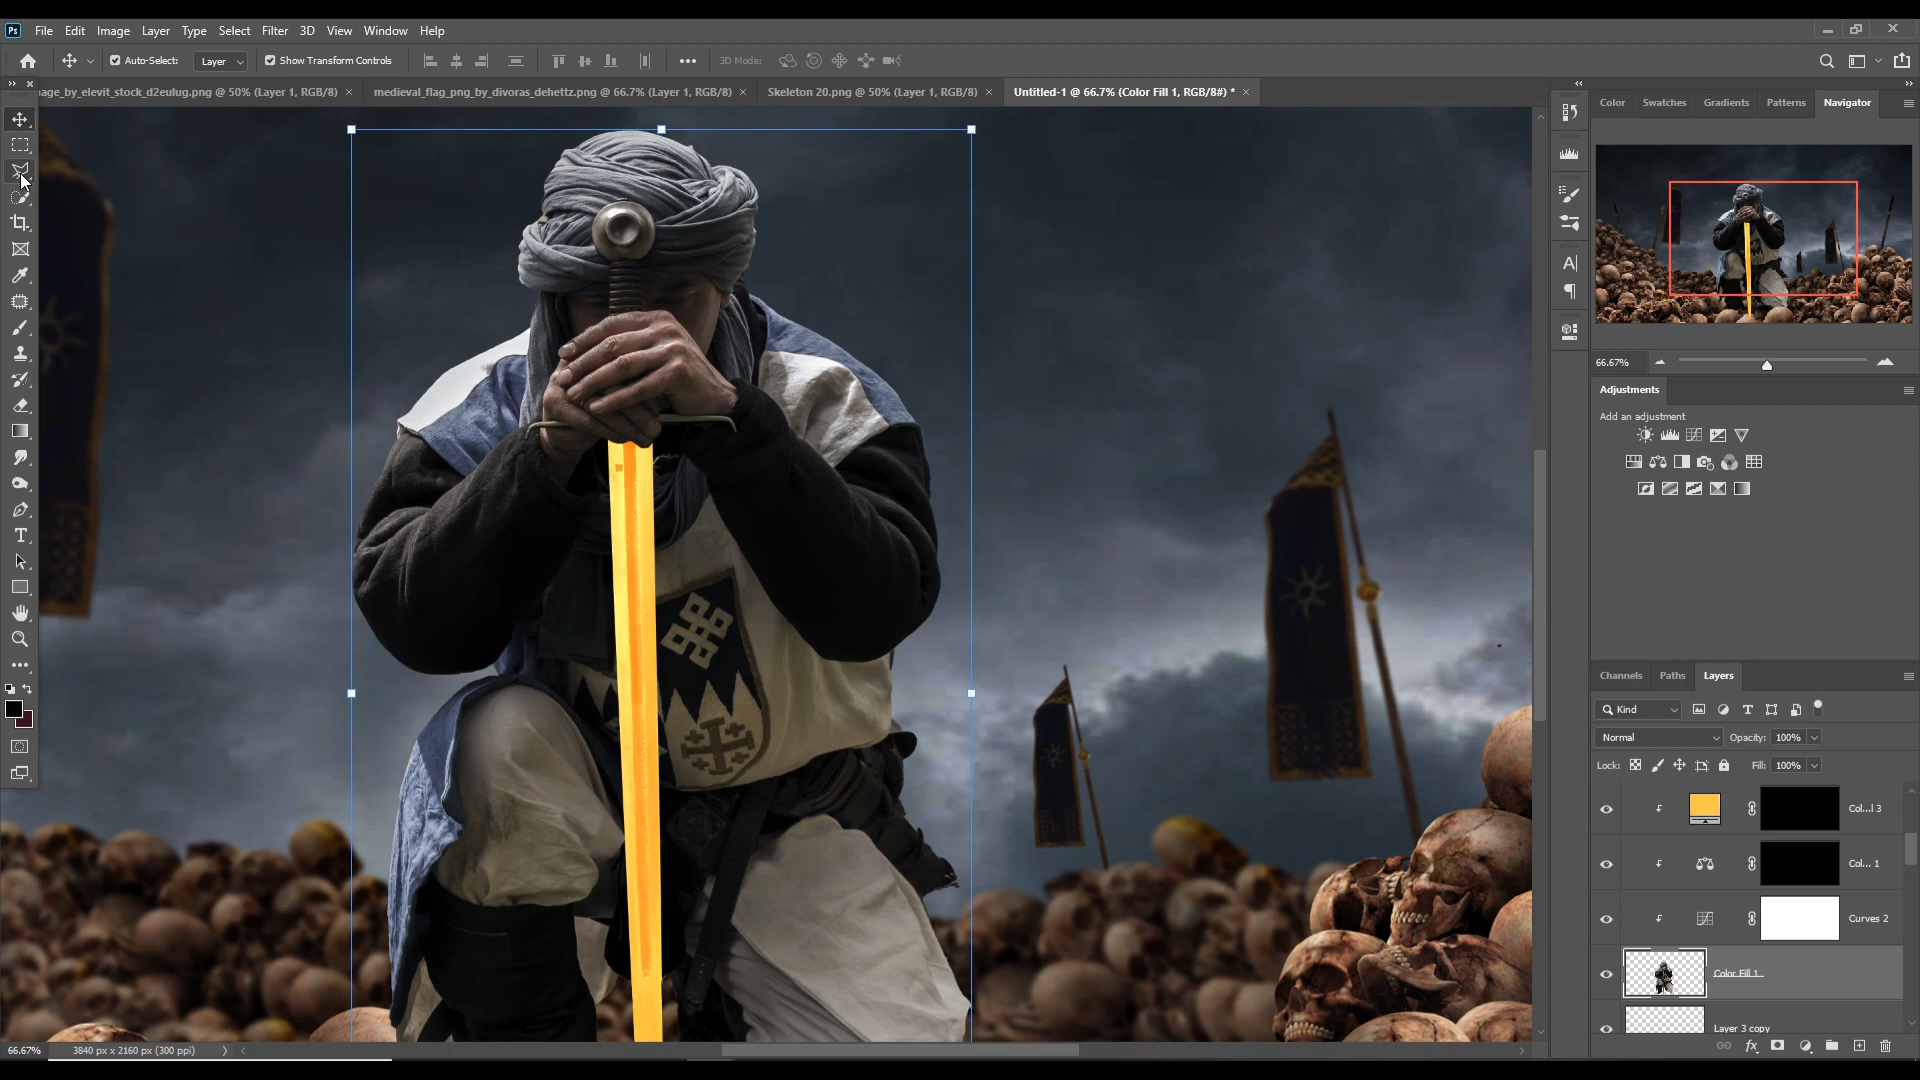 Ps File Edit Image Layer Type Select Filter 3D View Window Help
Auto-Select: Layer Show Transform Controls 3D Mode:
age_by_elevit_stock_d2eulug.png @ 50% (Layer 1, RGB/8) medieval_flag_png_by_divoras_dehettz.png @ 66.7% (Layer 1, RGB/8) Skeleton 20.png @ 50% (Layer 1, RGB/8) Untitled-1 @ 66.7% (Color Fill 1, RGB/8#) *
Color Swatches Gradients Patterns Navigator
66.67%
Adjustments
Add an adjustment
Channels Paths Layers
Kind
Normal Opacity: 100%
Lock: Fill: 100%
Col...l 3
Col... 1
Curves 2
Color Fill 1
Layer 3 copy
66.67% 3840 px x 2160 px (300 ppi)